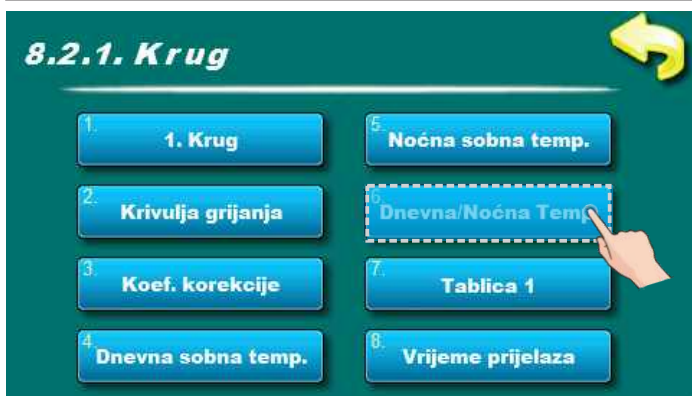 8.2.1. Krug
1. 1. Krug
2. Krivulja grijanja
3. Koef. korekcije
4. Dnevna sobna temp.
5. Noćna sobna temp.
6. Dnevna/Noćna Temp
7. Tablica 1
8. Vrijeme prijelaza